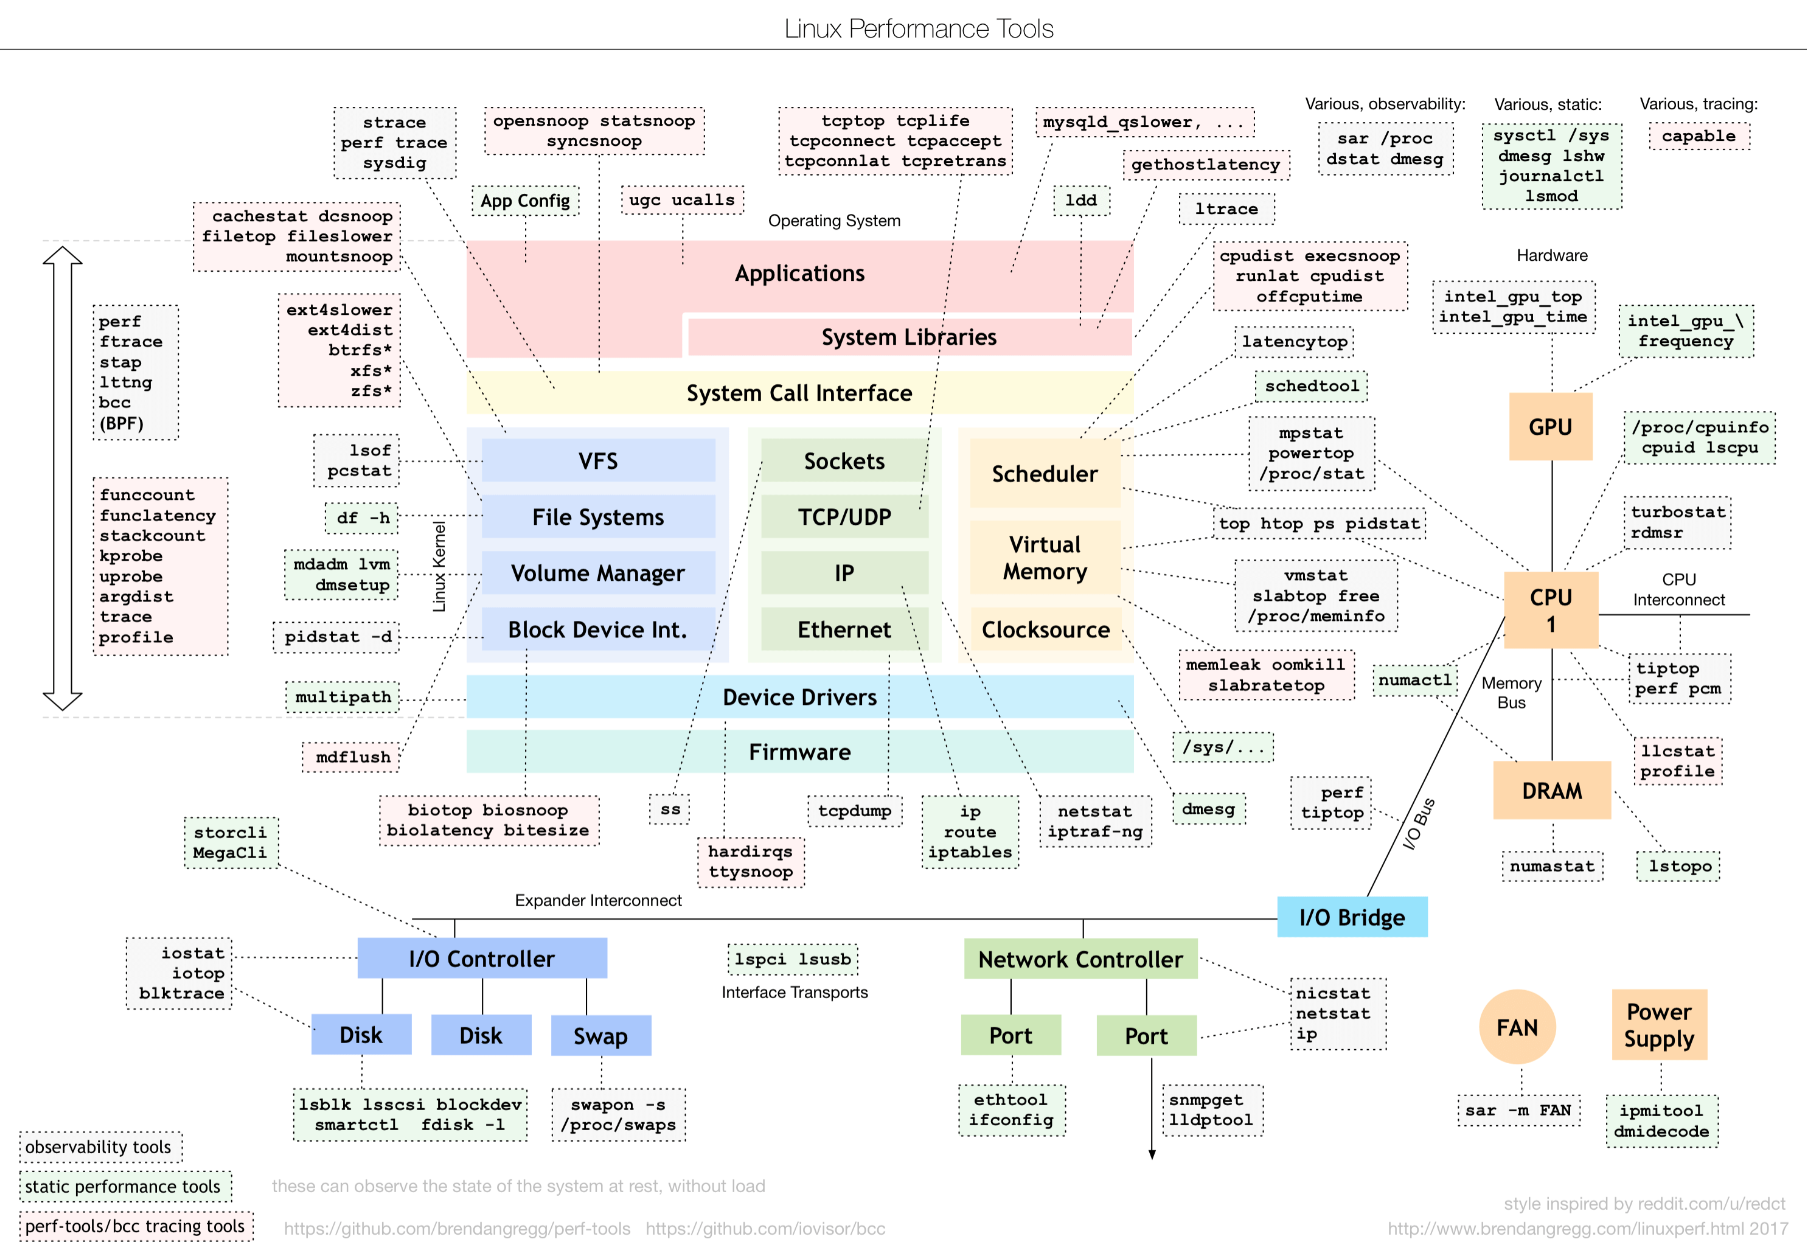 Linux Performance Tools
Various, observability:
sar /proc
dstat dmesg
Various, static:
sysctl /sys
dmesg lshw
journalctl
lsmod
Various, tracing:
capable
strace
perf trace
sysdig
opensnoop statsnoop
syncsnoop
tcptop tcplife
tcpconnect tcpaccept
tcpconnlat tcpretrans
mysqld_qslower, ...
gethostlatency
App Config
ugc ucalls
ldd
ltrace
Operating System
cachestat dcsnoop
filetop fileslower
mountsnoop
ext4slower
ext4dist
btrfs*
xfs*
zfs*
perf
ftrace
stap
lttng
bcc
(BPF)
funccount
funclatency
stackcount
kprobe
uprobe
argdist
trace
profile
lsof
pcstat
df -h
mdadm lvm
dmsetup
pidstat -d
multipath
mdflush
Linux Kernel
Applications
System Libraries
System Call Interface
VFS
File Systems
Volume Manager
Block Device Int.
Sockets
TCP/UDP
IP
Ethernet
Scheduler
Virtual
Memory
Clocksource
Device Drivers
Firmware
cpudist execsnoop
runlat cpudist
offcputime
latencytop
schedtool
mpstat
powertop
/proc/stat
top htop ps pidstat
vmstat
slabtop free
/proc/meminfo
memleak oomkill
slabratetop
/sys/...
dmesg
Hardware
intel_gpu_top
intel_gpu_time
intel_gpu_\
frequency
GPU
/proc/cpuinfo
cpuid lscpu
turbostat
rdmsr
CPU
1
CPU
Interconnect
tiptop
perf pcm
numactl
Memory
Bus
llcstat
profile
DRAM
perf
tiptop
I/O Bus
numastat
lstopo
biotop biosnoop
biolatency bitesize
ss
hardirqs
ttysnoop
tcpdump
ip
route
iptables
netstat
iptraf-ng
storcli
MegaCli
Expander Interconnect
I/O Bridge
iostat
iotop
blktrace
I/O Controller
Disk
Disk
Swap
lspci lsusb
Interface Transports
Network Controller
Port
Port
nicstat
netstat
ip
lsblk lsscsi blockdev
smartctl fdisk -l
swapon -s
/proc/swaps
ethtool
ifconfig
snmpget
lldptool
FAN
sar -m FAN
Power
Supply
ipmitool
dmidecode
observability tools
static performance tools
these can observe the state of the system at rest, without load
perf-tools/bcc tracing tools
https://github.com/brendangregg/perf-tools https://github.com/iovisor/bcc
style inspired by reddit.com/u/redct
http://www.brendangregg.com/linuxperf.html 2017